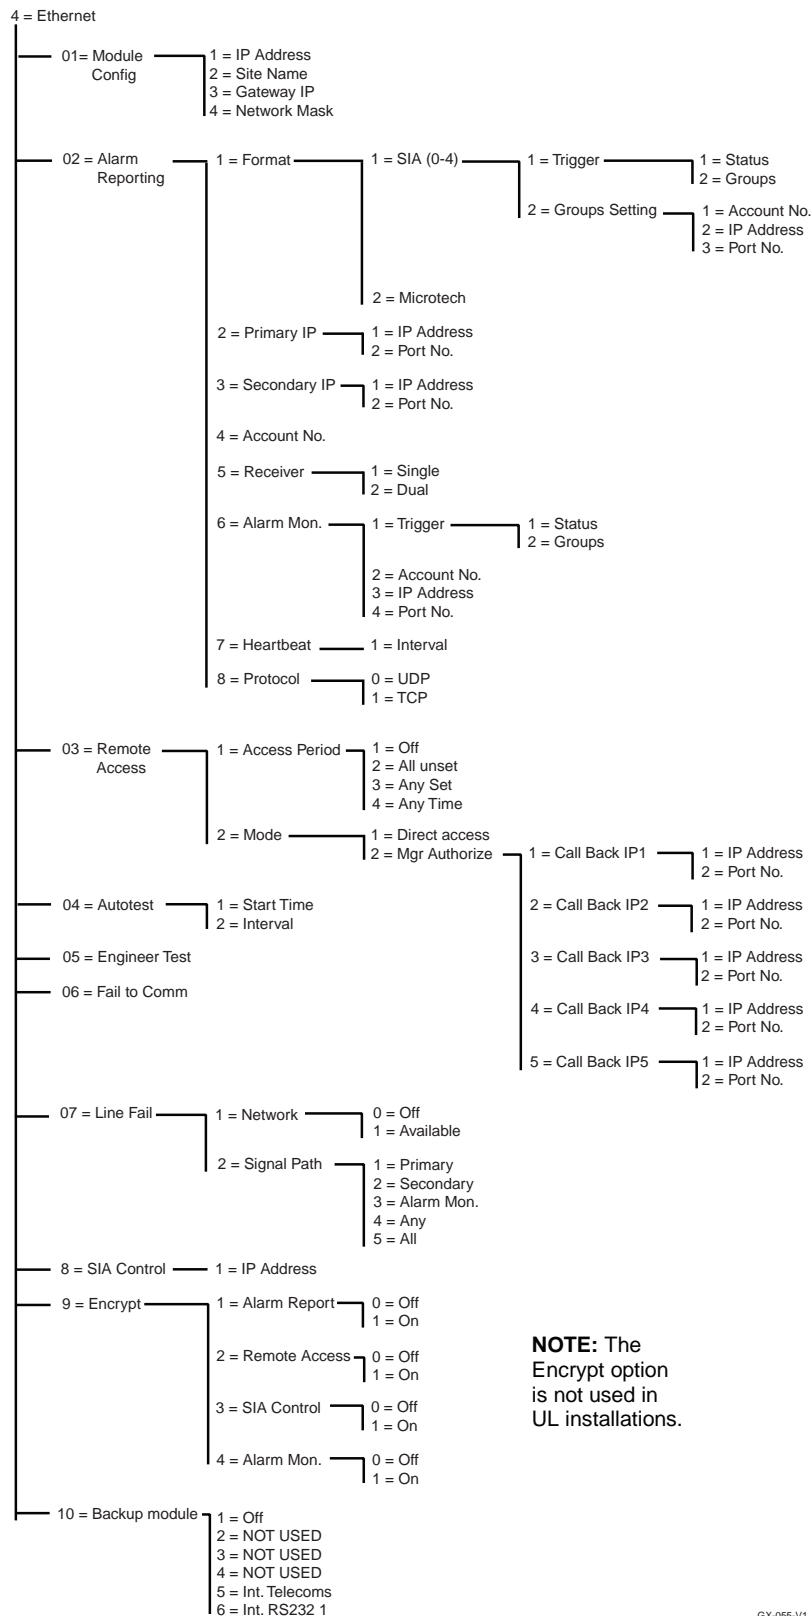 4 = Ethernet
01= Module
Config
1 = IP Address
2 = Site Name
3 = Gateway IP
4 = Network Mask
02 = Alarm
Reporting
1 = Format
1 = SIA (0-4)
1 = Trigger
1 = Status
2 = Groups
2 = Groups Setting
1 = Account No.
2 = IP Address
3 = Port No.
2 = Microtech
2 = Primary IP
1 = IP Address
2 = Port No.
3 = Secondary IP
1 = IP Address
2 = Port No.
4 = Account No.
5 = Receiver
1 = Single
2 = Dual
6 = Alarm Mon.
1 = Trigger
1 = Status
2 = Groups
2 = Account No.
3 = IP Address
4 = Port No.
7 = Heartbeat
1 = Interval
8 = Protocol
0 = UDP
1 = TCP
03 = Remote
Access
1 = Access Period
1 = Off
2 = All unset
3 = Any Set
4 = Any Time
2 = Mode
1 = Direct access
2 = Mgr Authorize
1 = Call Back IP1
1 = IP Address
2 = Port No.
2 = Call Back IP2
1 = IP Address
2 = Port No.
3 = Call Back IP3
1 = IP Address
2 = Port No.
4 = Call Back IP4
1 = IP Address
2 = Port No.
5 = Call Back IP5
1 = IP Address
2 = Port No.
04 = Autotest
1 = Start Time
2 = Interval
05 = Engineer Test
06 = Fail to Comm
07 = Line Fail
1 = Network
0 = Off
1 = Available
2 = Signal Path
1 = Primary
2 = Secondary
3 = Alarm Mon.
4 = Any
5 = All
8 = SIA Control
1 = IP Address
9 = Encrypt
1 = Alarm Report
0 = Off
1 = On
2 = Remote Access
0 = Off
1 = On
3 = SIA Control
0 = Off
1 = On
4 = Alarm Mon.
0 = Off
1 = On
NOTE: The
Encrypt option
is not used in
UL installations.
10 = Backup module
1 = Off
2 = NOT USED
3 = NOT USED
4 = NOT USED
5 = Int. Telecoms
6 = Int. RS232 1
GX-055-V1